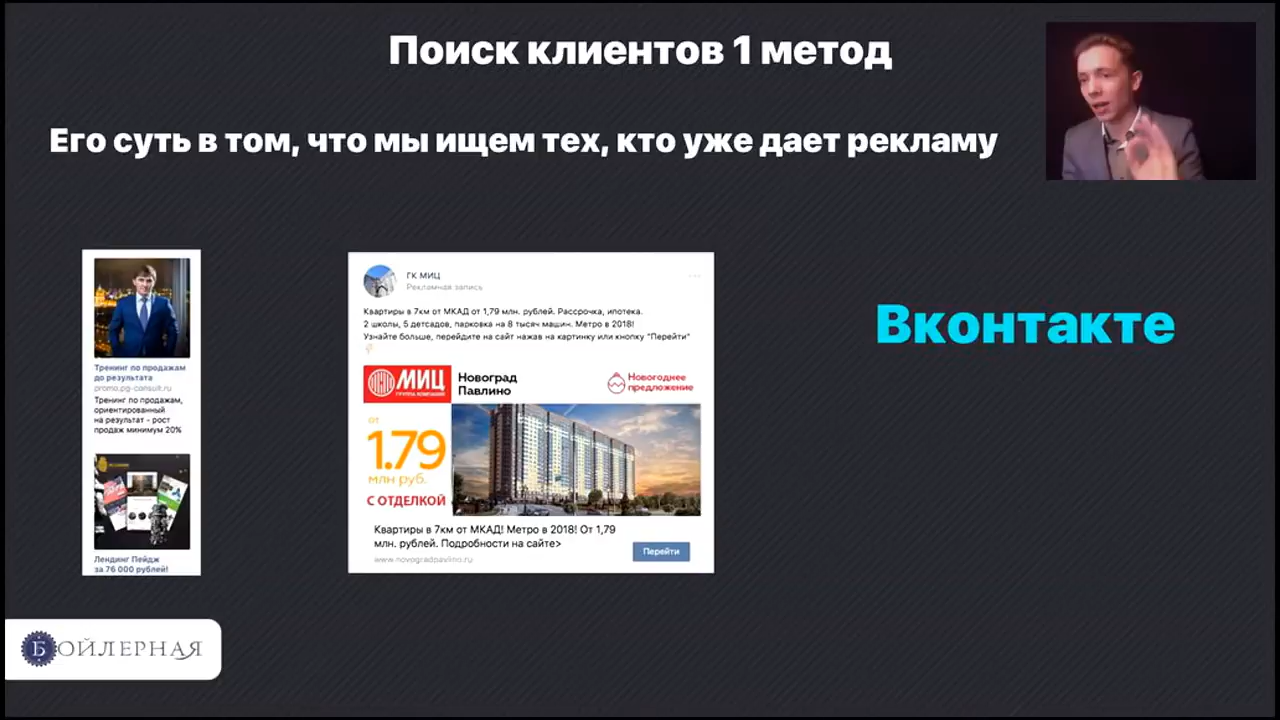 Поиск клиентов 1 метод
Его суть в том, что мы ищем тех, кто уже дает рекламу
Тренинг по продажам
до результата
promo.pg-consult.ru
Тренинг по продажам,
ориентированный
на результат - рост
продаж минимум 20%
Лендинг Пейдж
за 76 000 рублей!
ГК МИЦ
Рекламная запись
Квартиры в 7км от МКАД от 1,79 млн. рублей. Рассрочка, ипотека.
2 школы, 5 детсадов, парковка на 8 тысяч машин. Метро в 2018!
Узнайте больше, перейдите на сайт нажав на картинку или кнопку "Перейти"
МИЦ
ГРУППА КОМПАНИЙ
Новоград
Павлино
Новогоднее
предложение
от
1.79
млн руб.
С ОТДЕЛКОЙ
Квартиры в 7км от МКАД! Метро в 2018! От 1,79
млн. рублей. Подробности на сайте>
www.novogradpavlino.ru
Перейти
Вконтакте
БОЙЛЕРНАЯ